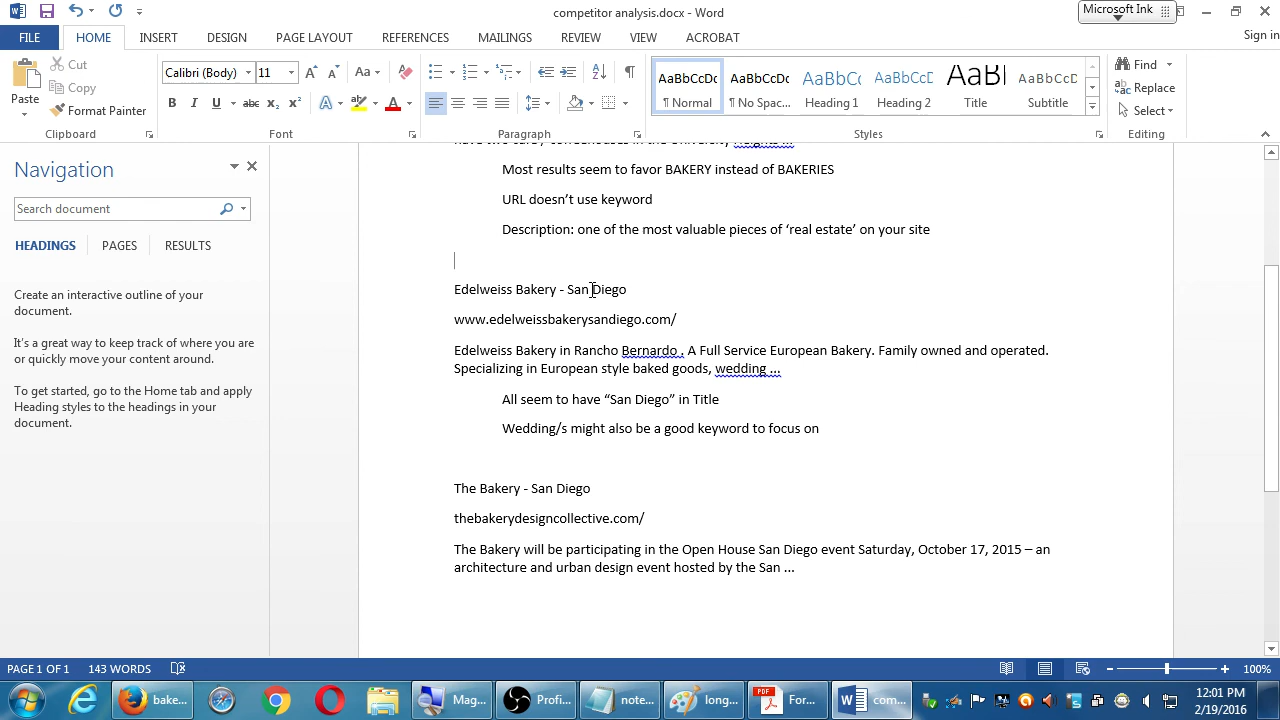 competitor analysis.docx - Word
Microsoft Ink
FILE HOME INSERT DESIGN PAGE LAYOUT REFERENCES MAILINGS REVIEW VIEW ACROBAT
Sign in
Paste
Cut
Copy
Format Painter
Clipboard
Calibri (Body) 11
Font
Paragraph
AaBbCcDc AaBbCcDc AaBbCc AaBbCcD AaB AaBbCcD
¶ Normal ¶ No Spac... Heading 1 Heading 2 Title Subtitle
Styles
Find
Replace
Select
Editing
Navigation
Search document
HEADINGS PAGES RESULTS
Create an interactive outline of your
document.
It's a great way to keep track of where you are
or quickly move your content around.
To get started, go to the Home tab and apply
Heading styles to the headings in your
document.
Most results seem to favor BAKERY instead of BAKERIES
URL doesn’t use keyword
Description: one of the most valuable pieces of ‘real estate’ on your site
Edelweiss Bakery - San Diego
www.edelweissbakerysandiego.com/
Edelweiss Bakery in Rancho Bernardo . A Full Service European Bakery. Family owned and operated.
Specializing in European style baked goods, wedding ...
All seem to have “San Diego” in Title
Wedding/s might also be a good keyword to focus on
The Bakery - San Diego
thebakerydesigncollective.com/
The Bakery will be participating in the Open House San Diego event Saturday, October 17, 2015 – an
architecture and urban design event hosted by the San ...
PAGE 1 OF 1 143 WORDS
100%
bake... Mag... Profi... note... long... For... com...
12:01 PM
2/19/2016